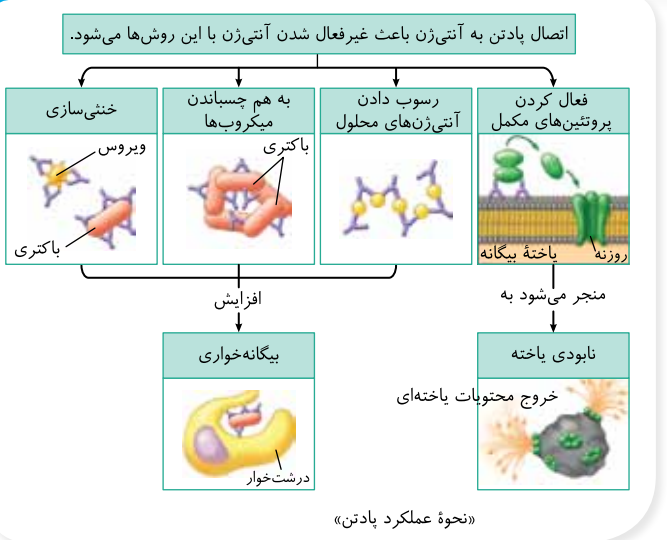 اتصال پادتن به آنتی‌ژن باعث غیرفعال شدن آنتی‌ژن با این روش‌ها می‌شود.
فعال کردن
پروتئین‌های مکمل
یاختهٔ بیگانه
روزنه
رسوب دادن
آنتی‌ژن‌های محلول
به هم چسباندن
میکروب‌ها
باکتری
خنثی‌سازی
ویروس
باکتری
منجر می‌شود به
افزایش
نابودی یاخته
خروج محتویات یاخته‌ای
بیگانه‌خواری
درشت‌خوار
«نحوهٔ عملکرد پادتن»